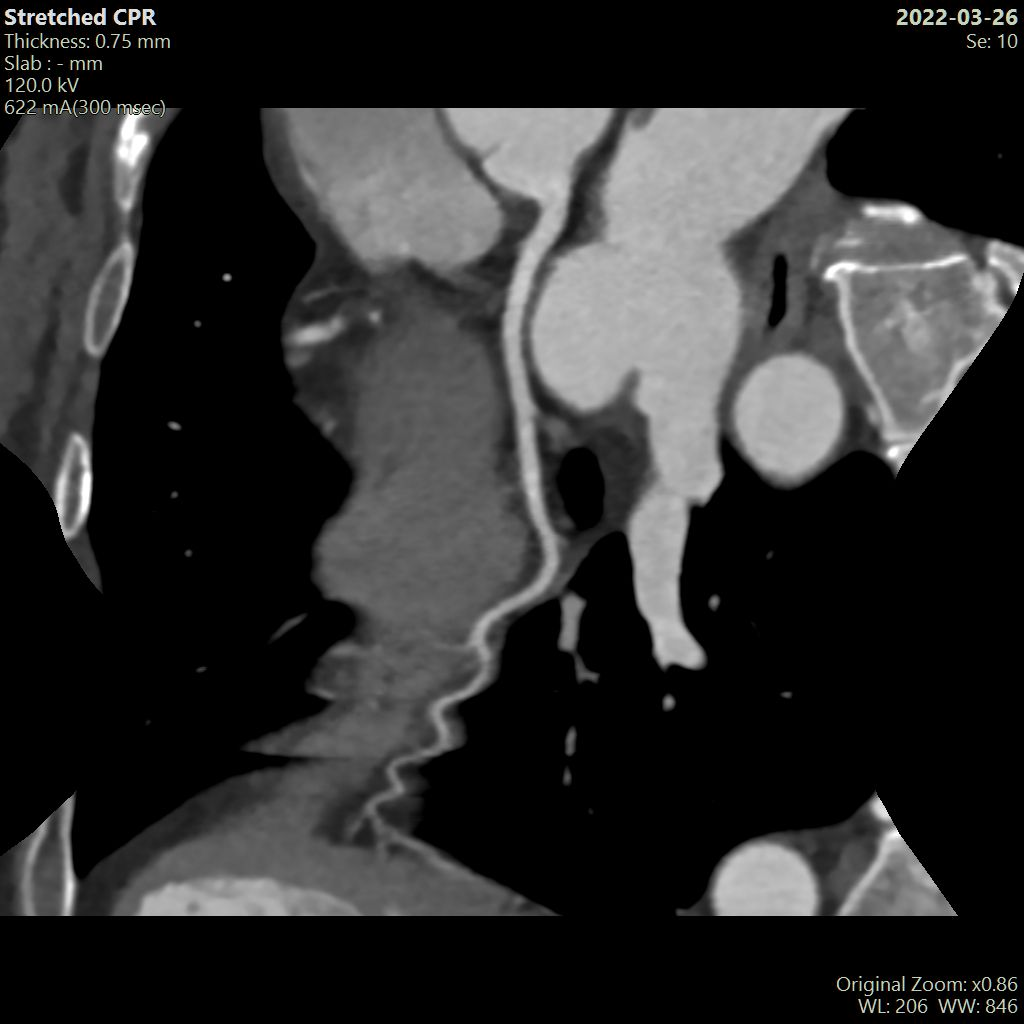 Stretched CPR
Thickness: 0.75 mm
Slab : - mm
120.0 kV
622 mA(300 msec)
2022-03-26
Se: 10
Original Zoom: x0.86
WL: 206 WW: 846